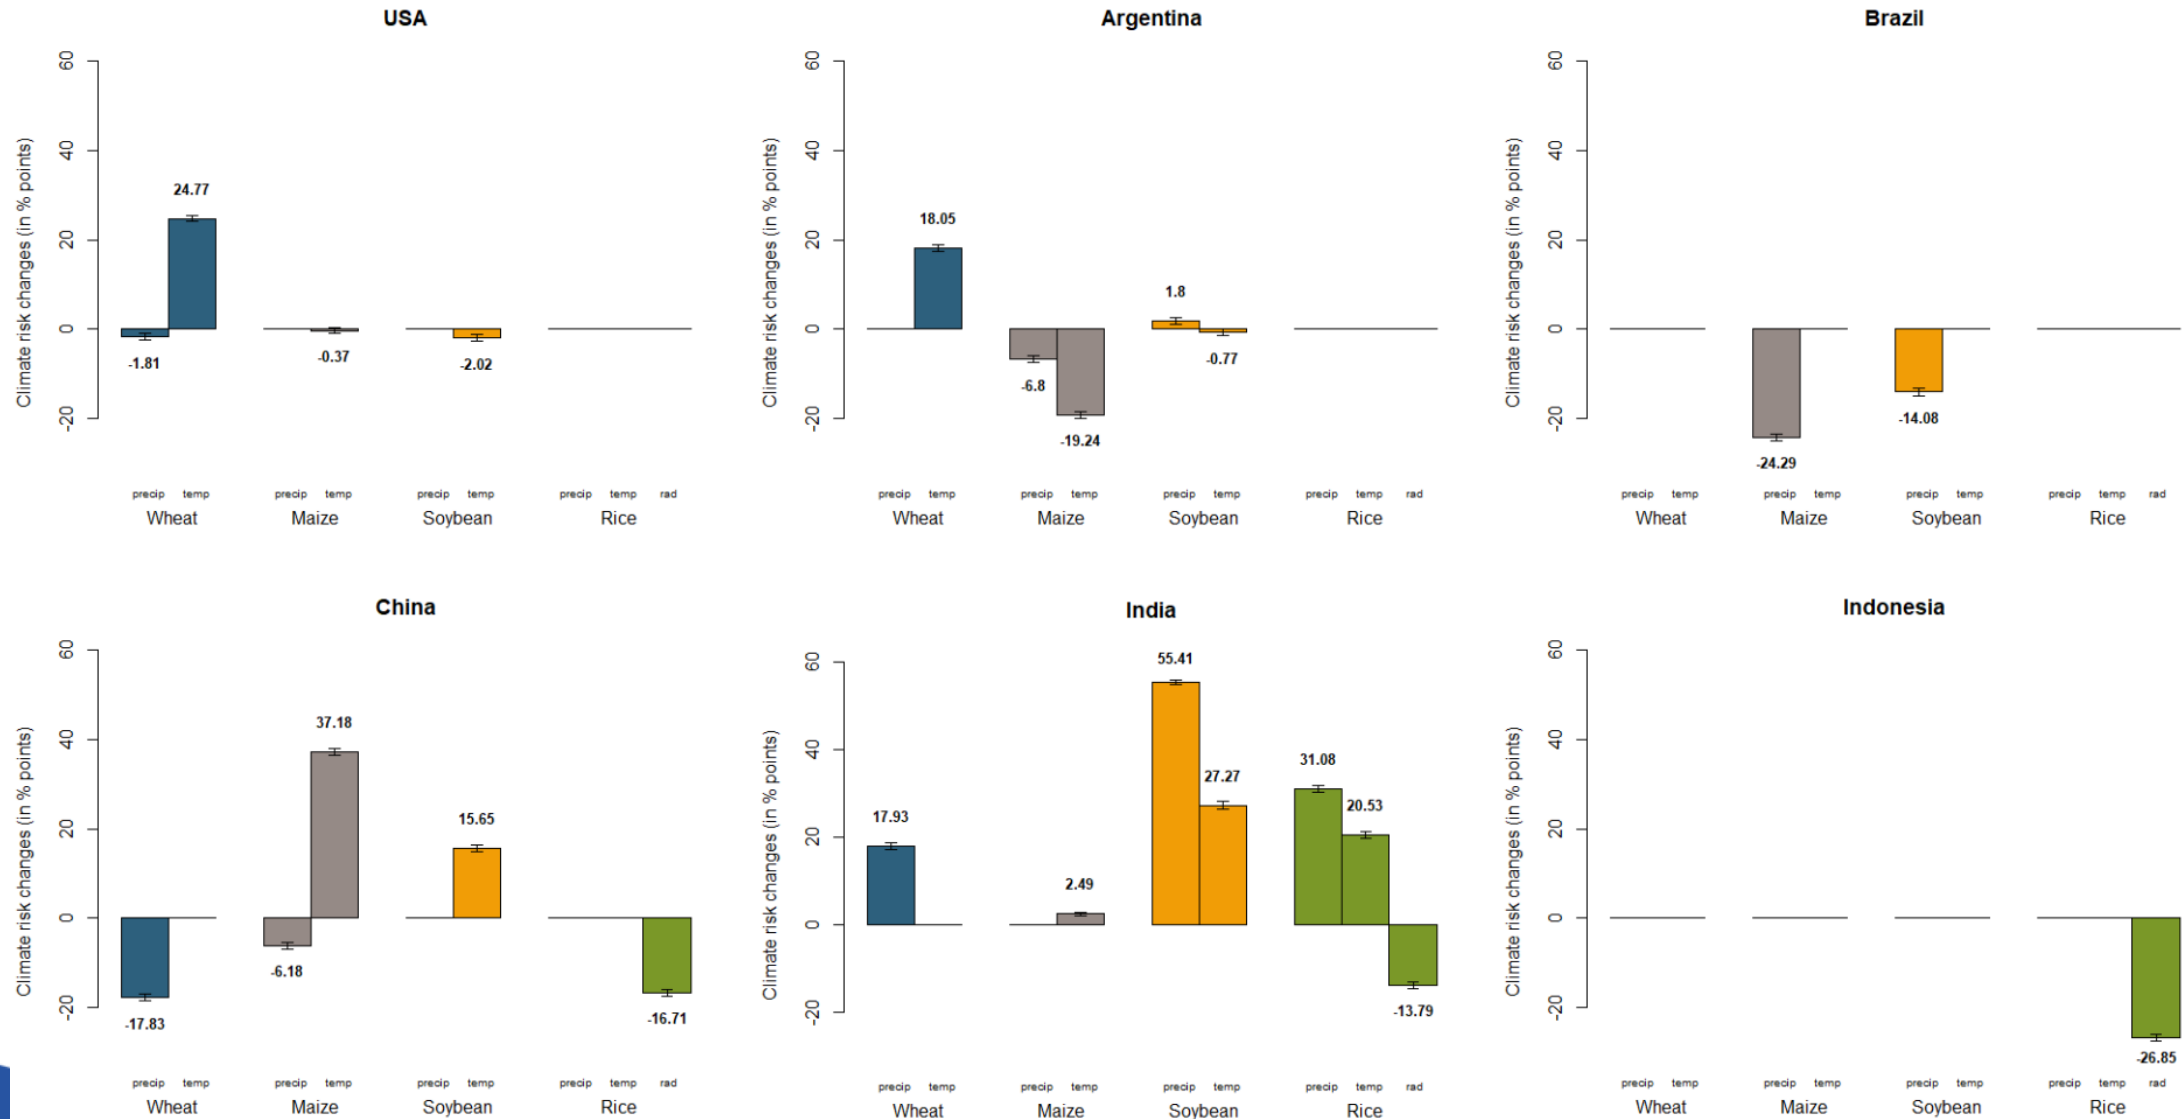 USA
Climate risk changes (in % points)
60
40
20
0
-20
24.77
-1.81
-0.37
-2.02
precip temp precip temp precip temp precip temp rad
Wheat Maize Soybean Rice
Argentina
Climate risk changes (in % points)
60
40
20
0
-20
18.05
1.8
-0.77
-6.8
-19.24
precip temp precip temp precip temp precip temp rad
Wheat Maize Soybean Rice
Brazil
Climate risk changes (in % points)
60
40
20
0
-20
-14.08
-24.29
precip temp precip temp precip temp precip temp rad
Wheat Maize Soybean Rice
China
Climate risk changes (in % points)
60
40
20
0
-20
37.18
15.65
-6.18
-17.83
-16.71
precip temp precip temp precip temp precip temp rad
Wheat Maize Soybean Rice
India
Climate risk changes (in % points)
60
40
20
0
-20
55.41
31.08
27.27
20.53
17.93
2.49
-13.79
precip temp precip temp precip temp precip temp rad
Wheat Maize Soybean Rice
Indonesia
Climate risk changes (in % points)
60
40
20
0
-20
-26.85
precip temp precip temp precip temp precip temp rad
Wheat Maize Soybean Rice